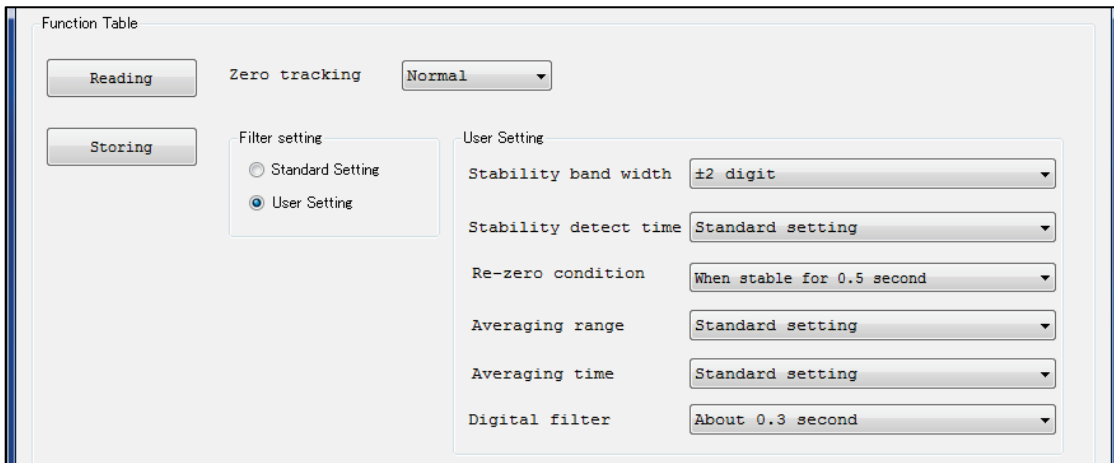 Function Table
Reading
Zero tracking Normal
Storing
Filter setting
Standard Setting
User Setting
User Setting
Stability band width ±2 digit
Stability detect time Standard setting
Re-zero condition When stable for 0.5 second
Averaging range Standard setting
Averaging time Standard setting
Digital filter About 0.3 second